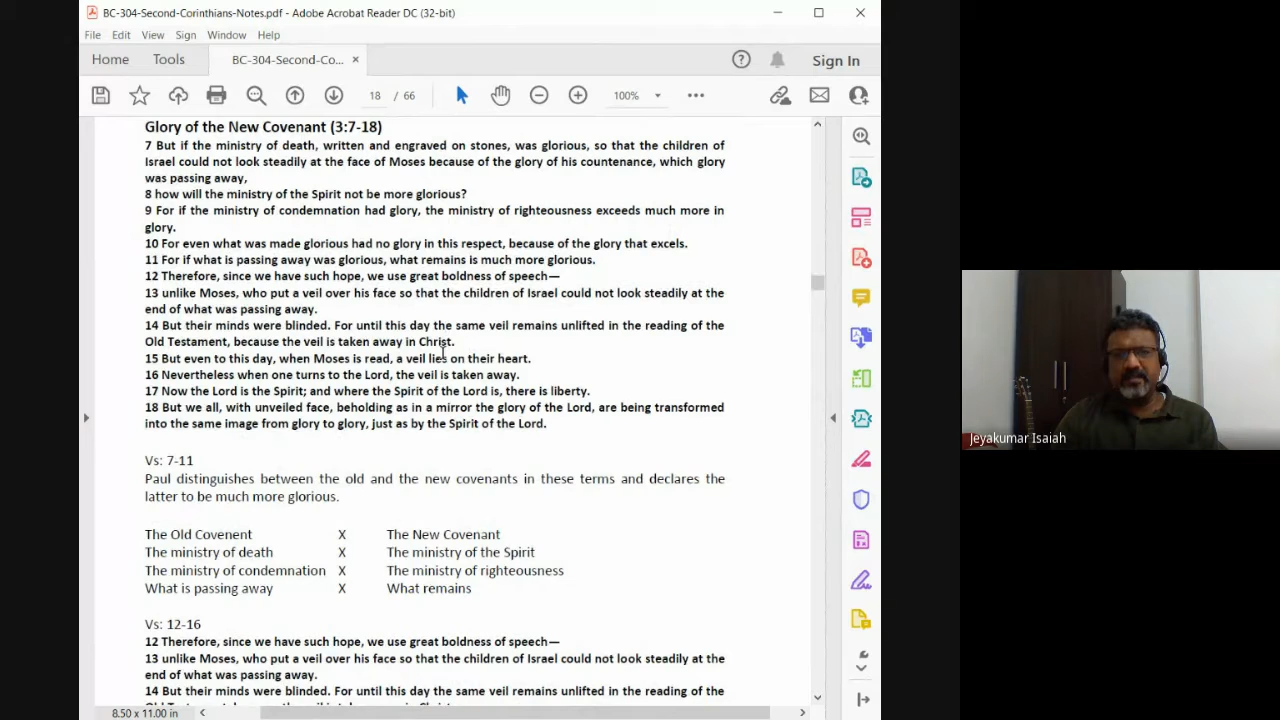 BC-304-Second-Corinthians-Notes.pdf - Adobe Acrobat Reader DC (32-bit)
File Edit View Sign Window Help
Home Tools BC-304-Second-Co... × Sign In
18 / 66 100%
Glory of the New Covenant (3:7-18)
7 But if the ministry of death, written and engraved on stones, was glorious, so that the children of
Israel could not look steadily at the face of Moses because of the glory of his countenance, which glory
was passing away,
8 how will the ministry of the Spirit not be more glorious?
9 For if the ministry of condemnation had glory, the ministry of righteousness exceeds much more in
glory.
10 For even what was made glorious had no glory in this respect, because of the glory that excels.
11 For if what is passing away was glorious, what remains is much more glorious.
12 Therefore, since we have such hope, we use great boldness of speech—
13 unlike Moses, who put a veil over his face so that the children of Israel could not look steadily at the
end of what was passing away.
14 But their minds were blinded. For until this day the same veil remains unlifted in the reading of the
Old Testament, because the veil is taken away in Christ.
15 But even to this day, when Moses is read, a veil lies on their heart.
16 Nevertheless when one turns to the Lord, the veil is taken away.
17 Now the Lord is the Spirit; and where the Spirit of the Lord is, there is liberty.
18 But we all, with unveiled face, beholding as in a mirror the glory of the Lord, are being transformed
into the same image from glory to glory, just as by the Spirit of the Lord.
Vs: 7-11
Paul distinguishes between the old and the new covenants in these terms and declares the
latter to be much more glorious.
The Old Covenent X The New Covenant
The ministry of death X The ministry of the Spirit
The ministry of condemnation X The ministry of righteousness
What is passing away X What remains
Vs: 12-16
12 Therefore, since we have such hope, we use great boldness of speech—
13 unlike Moses, who put a veil over his face so that the children of Israel could not look steadily at the
end of what was passing away.
14 But their minds were blinded. For until this day the same veil remains unlifted in the reading of the
8.50 x 11.00 in
Jeyakumar Isaiah